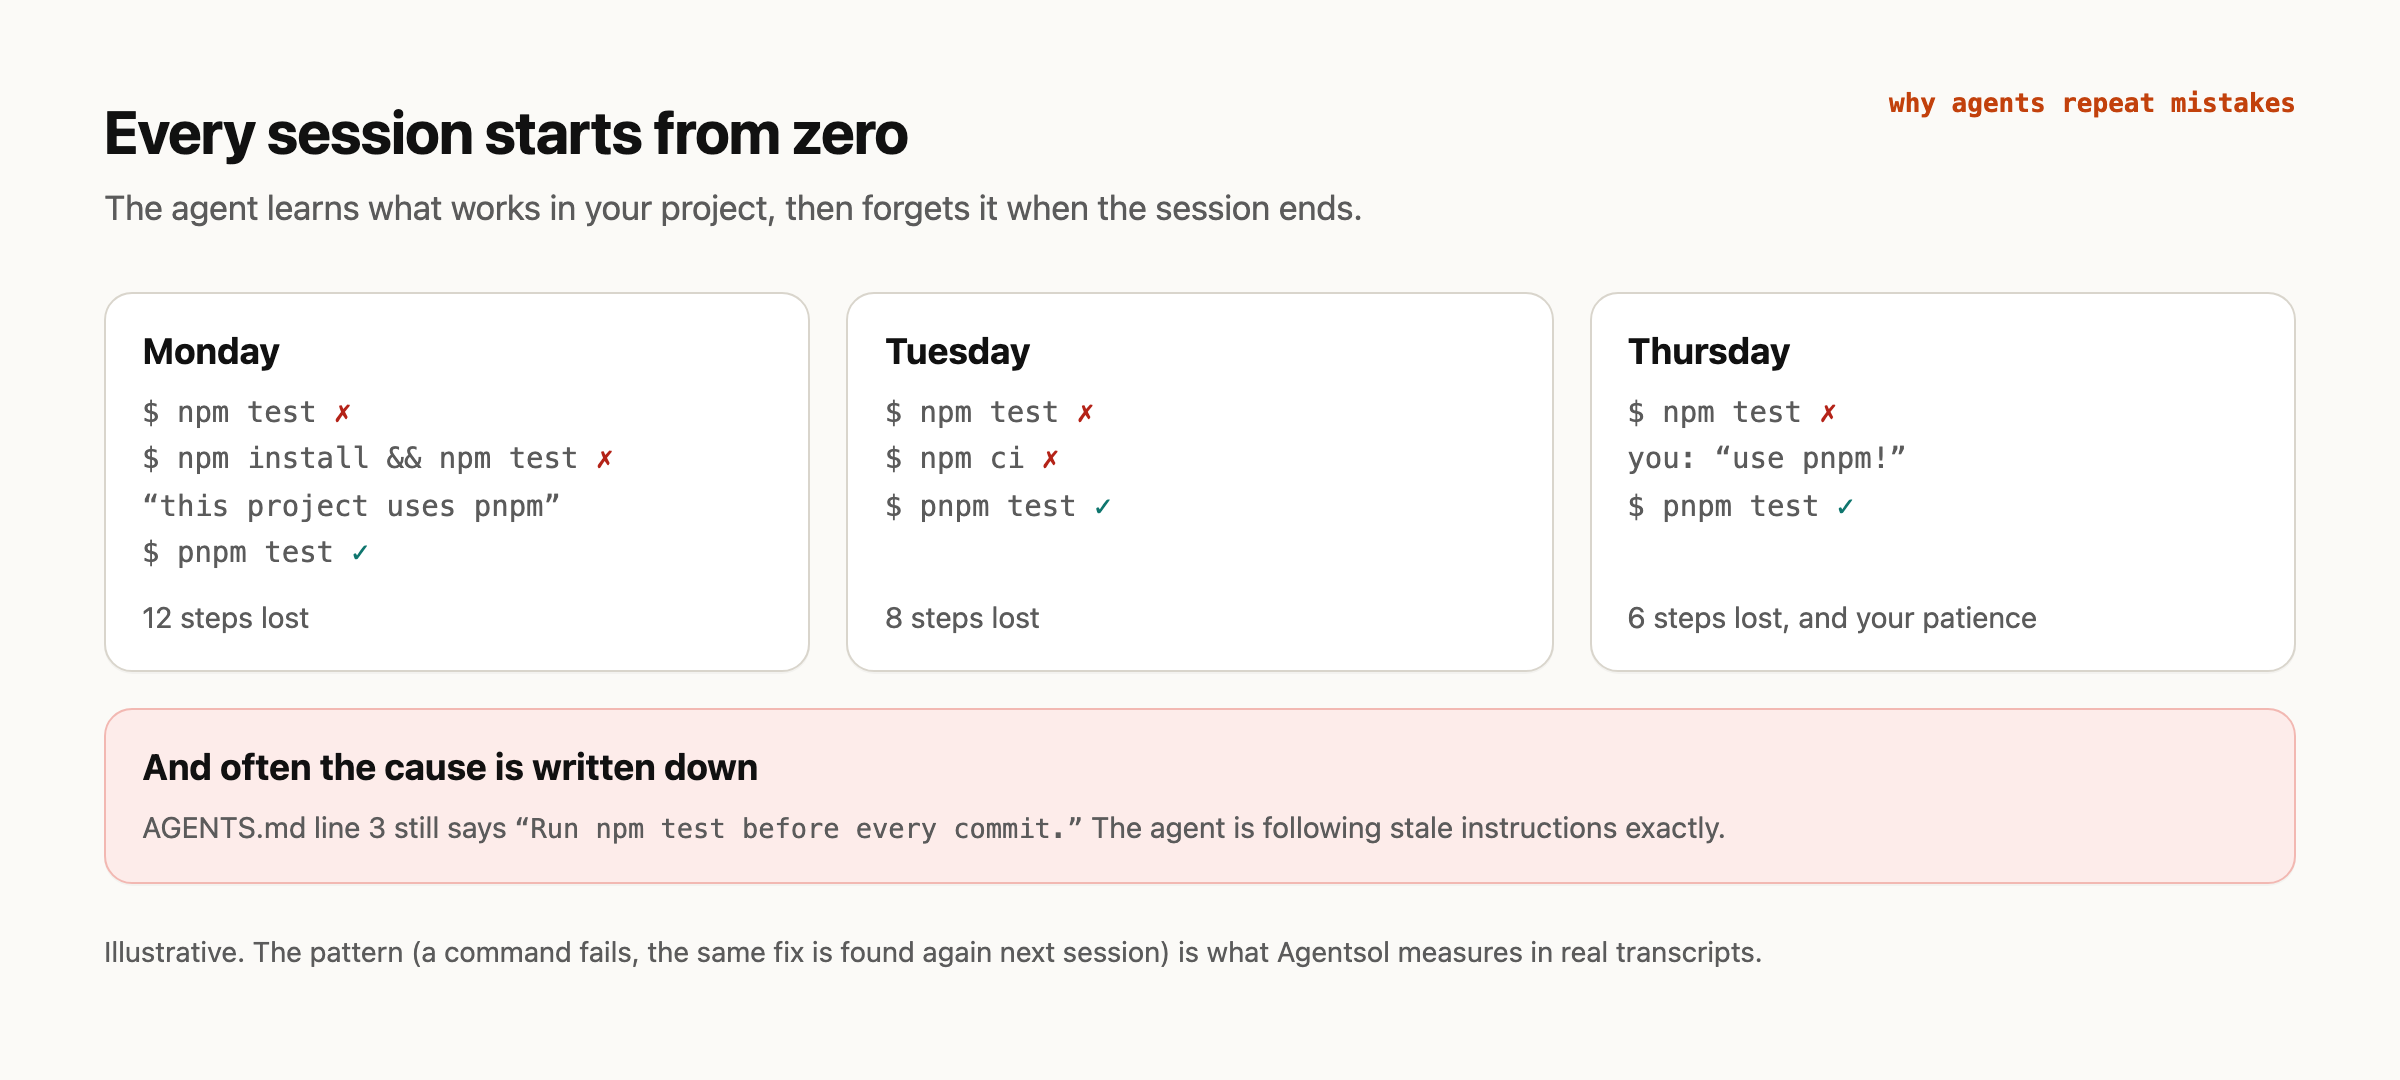 why agents repeat mistakes
Every session starts from zero
The agent learns what works in your project, then forgets it when the session ends.
Monday
$ npm test ✗
$ npm install && npm test ✗
“this project uses pnpm”
$ pnpm test ✓
12 steps lost
Tuesday
$ npm test ✗
$ npm ci ✗
$ pnpm test ✓
8 steps lost
Thursday
$ npm test ✗
you: “use pnpm!”
$ pnpm test ✓
6 steps lost, and your patience
And often the cause is written down
AGENTS.md line 3 still says “Run npm test before every commit.” The agent is following stale instructions exactly.
Illustrative. The pattern (a command fails, the same fix is found again next session) is what Agentsol measures in real transcripts.